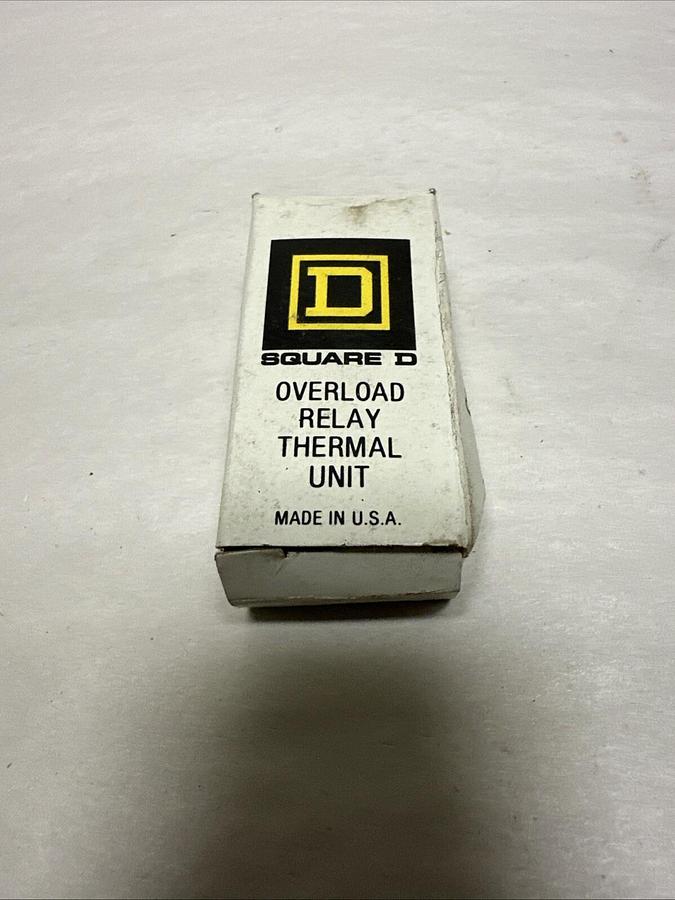 D
SQUARE D
OVERLOAD
RELAY
THERMAL
UNIT
MADE IN U.S.A.